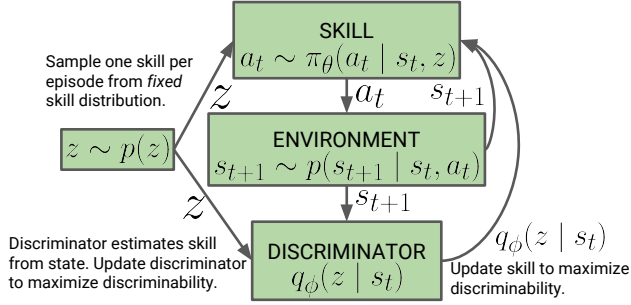 SKILL
a_t ∼ π_θ(a_t | s_t, z)
Sample one skill per
episode from fixed
skill distribution.
z
a_t
s_{t+1}
z ∼ p(z)
ENVIRONMENT
s_{t+1} ∼ p(s_{t+1} | s_t, a_t)
z
s_{t+1}
Discriminator estimates skill
from state. Update discriminator
to maximize discriminability.
DISCRIMINATOR
q_ϕ(z | s_t)
q_ϕ(z | s_t)
Update skill to maximize
discriminability.